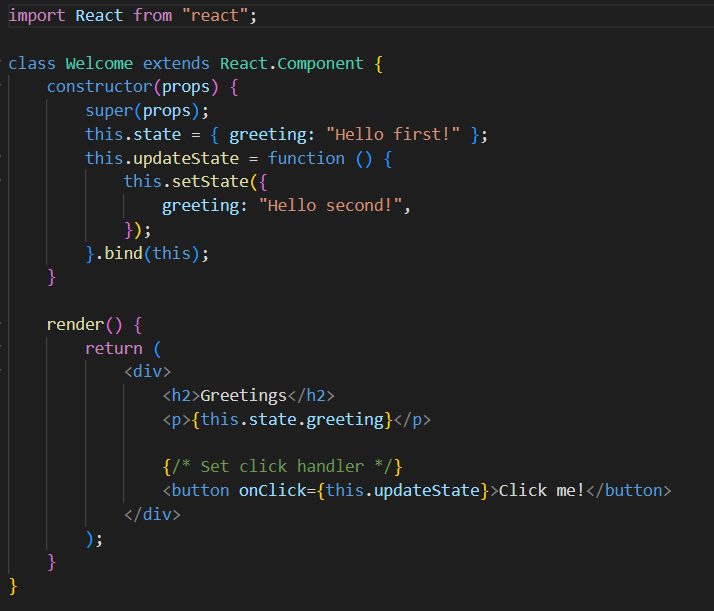 import React from "react";
class Welcome extends React.Component {
constructor(props) {
super(props);
this.state = { greeting: "Hello first!" };
this.updateState = function () {
this.setState({
greeting: "Hello second!",
});
}.bind(this);
}
render() {
return (
<div>
<h2>Greetings</h2>
<p>{this.state.greeting}</p>
{/* Set click handler */}
<button onClick={this.updateState}>Click me!</button>
</div>
);
}
}